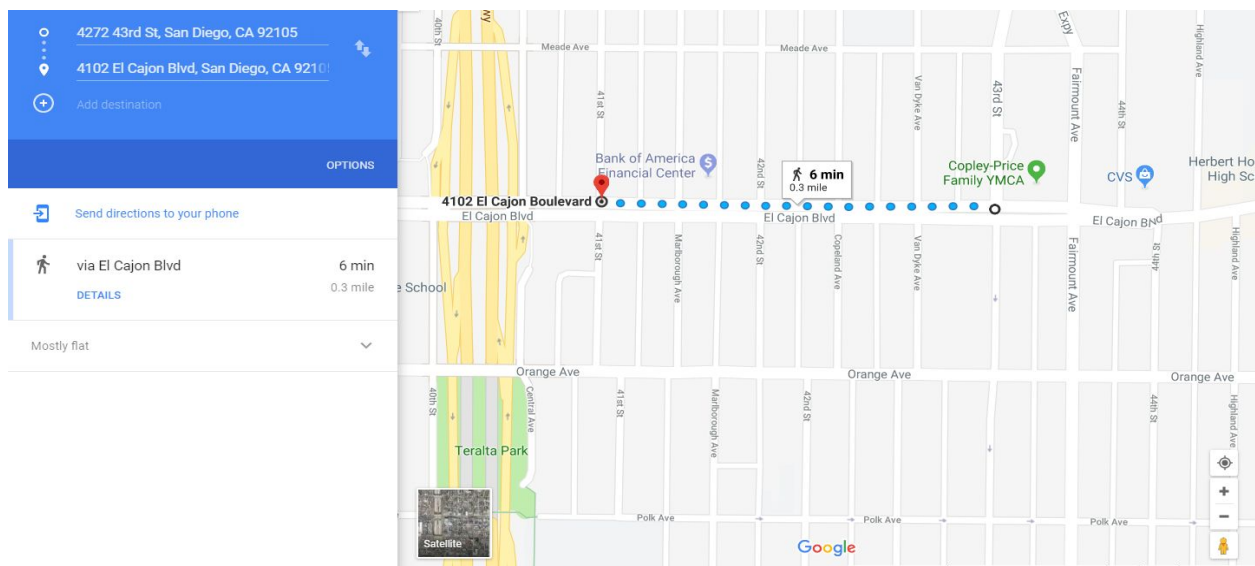 4272 43rd St, San Diego, CA 92105
4102 El Cajon Blvd, San Diego, CA 9210
Add destination
OPTIONS
Send directions to your phone
via El Cajon Blvd
6 min
DETAILS
0.3 mile
Mostly flat
40th St
wy
Expy
Highland Ave
Meade Ave
Meade Ave
41st St
Van Dyke Ave
43rd St
Fairmount Ave
44th St
Bank of America
Financial Center
42nd St
6 min
0.3 mile
Copley-Price
Family YMCA
CVS
Herbert Ho
High Sc
4102 El Cajon Boulevard
El Cajon Blvd
El Cajon Blvd
El Cajon Blvd
41st St
Marlborough Ave
42nd St
Copeland Ave
Van Dyke Ave
Fairmount Ave
44th St
Highland Ave
e School
Orange Ave
Orange Ave
Orange Ave
40th St
Central Ave
41st St
Marlborough Ave
42nd St
44th St
Highland Ave
Teralta Park
Polk Ave
Polk Ave
Polk Ave
Satellite
Google